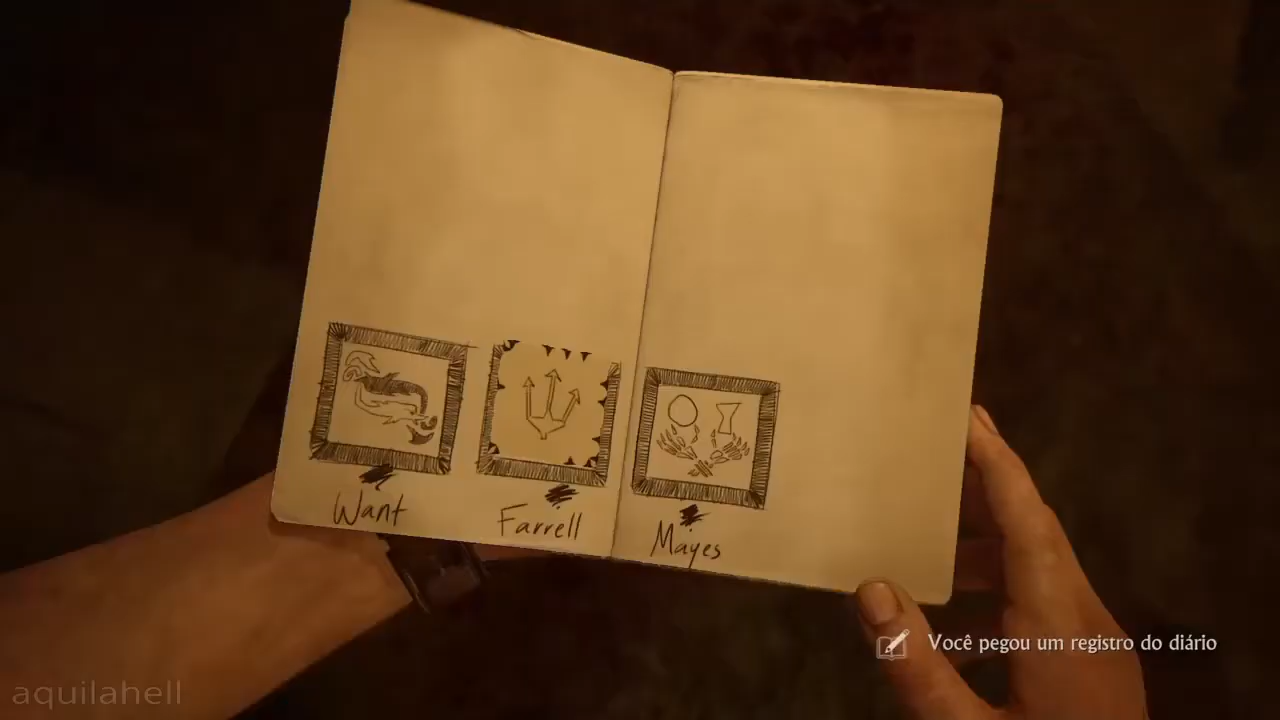 Want
Farrell
Mayes
Você pegou um registro do diário
aquilahell